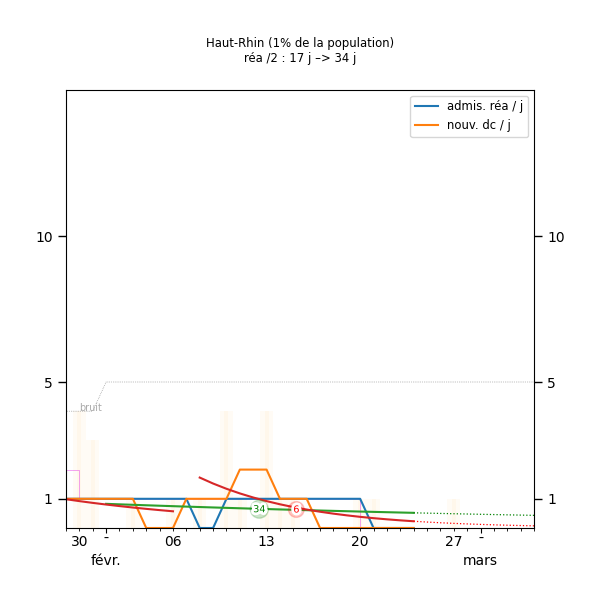 Haut-Rhin (1% de la population)
réa /2 : 17 j –> 34 j
admis. réa / j
nouv. dc / j
10 10
5 5
bruit
1 1
34 6
30 - 06 13 20 27 -
févr. mars